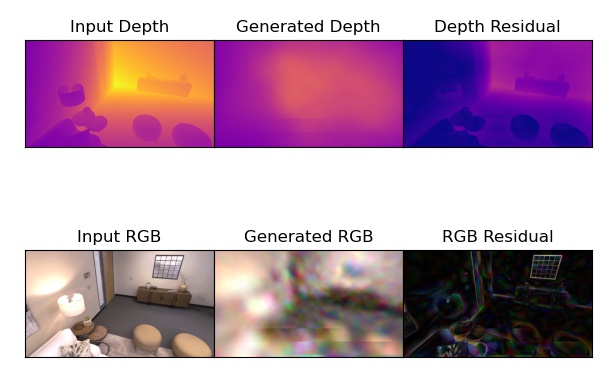 Input Depth
Generated Depth
Depth Residual
Input RGB
Generated RGB
RGB Residual